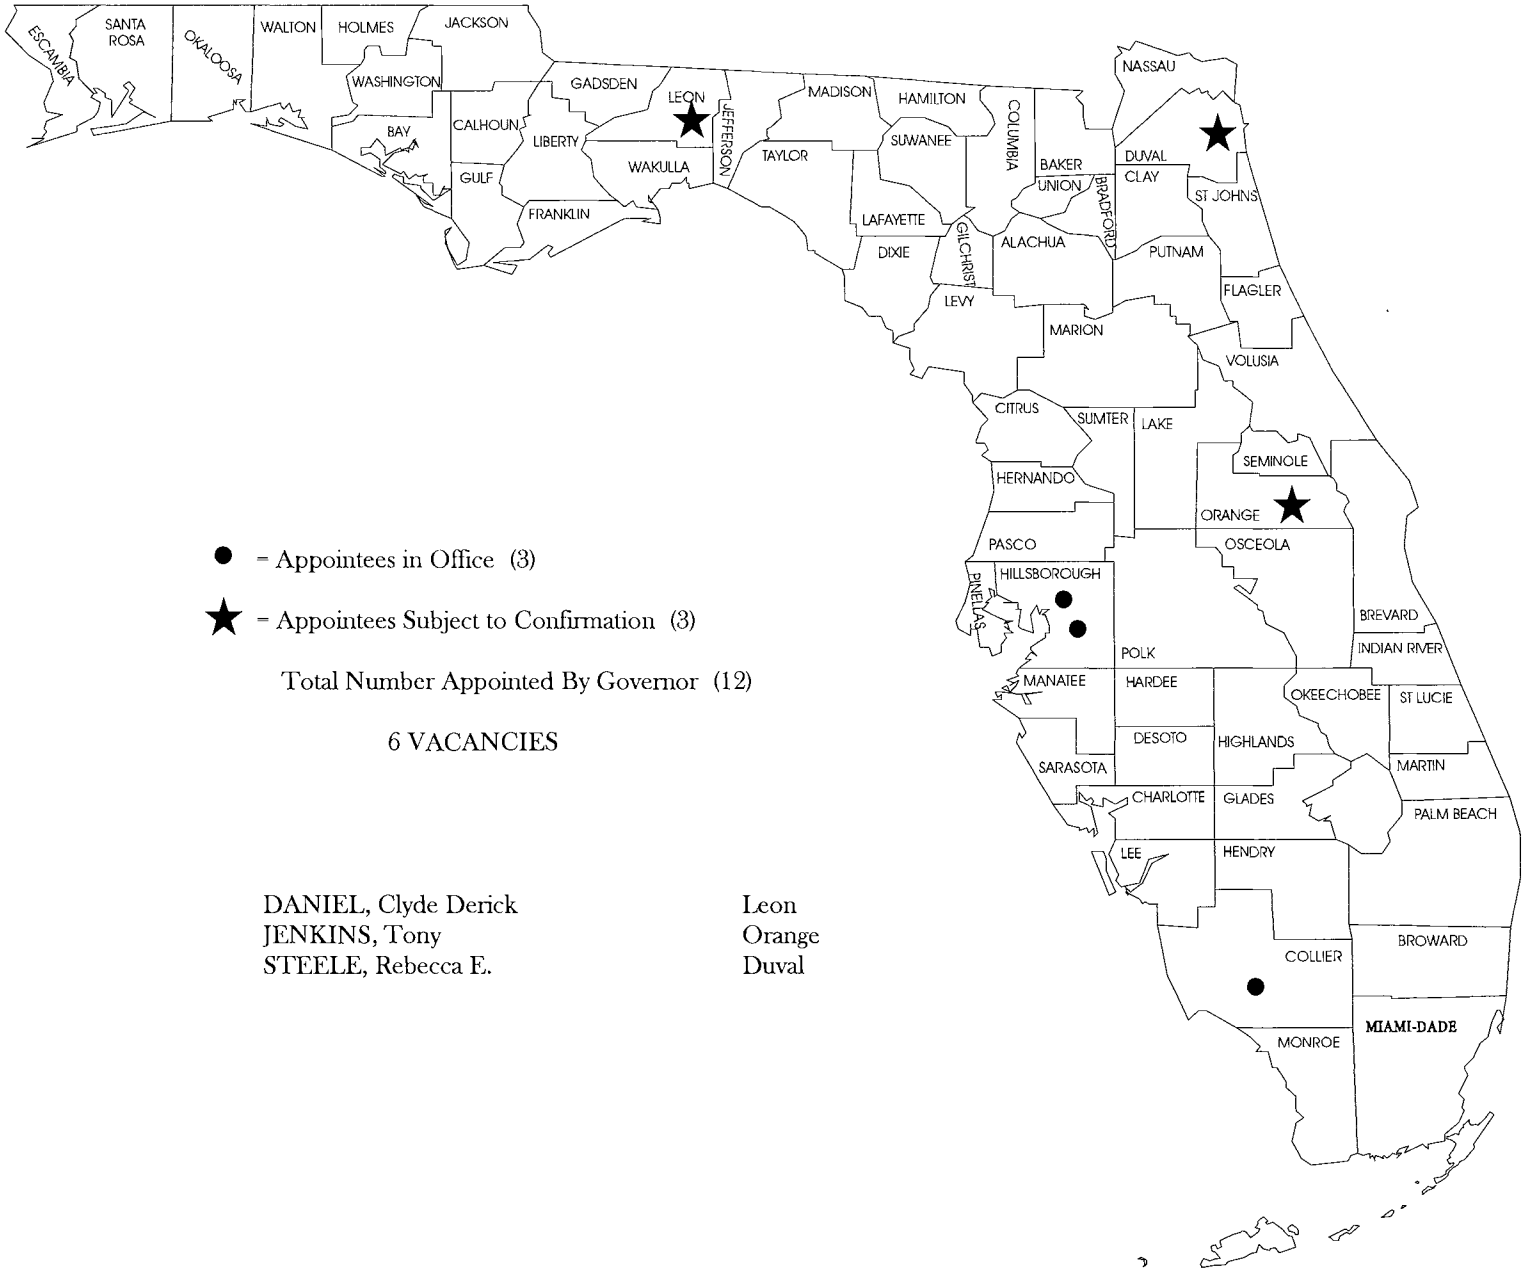 ESCAMBIA
SANTA
ROSA
OKALOOSA
WALTON
HOLMES
JACKSON
WASHINGTON
BAY
CALHOUN
GULF
LIBERTY
GADSDEN
FRANKLIN
LEON
WAKULLA
JEFFERSON
MADISON
TAYLOR
HAMILTON
SUWANEE
LAFAYETTE
DIXIE
COLUMBIA
GILCHRIST
LEVY
BAKER
UNION
BRADFORD
ALACHUA
NASSAU
DUVAL
CLAY
ST JOHNS
PUTNAM
FLAGLER
MARION
VOLUSIA
CITRUS
SUMTER
LAKE
SEMINOLE
HERNANDO
ORANGE
PASCO
OSCEOLA
PINELLAS
HILLSBOROUGH
POLK
BREVARD
INDIAN RIVER
MANATEE
HARDEE
OKEECHOBEE
ST LUCIE
DESOTO
HIGHLANDS
SARASOTA
MARTIN
CHARLOTTE
GLADES
PALM BEACH
LEE
HENDRY
COLLIER
BROWARD
MIAMI-DADE
MONROE
= Appointees in Office (3)
= Appointees Subject to Confirmation (3)
Total Number Appointed By Governor (12)
6 VACANCIES
DANIEL, Clyde Derick Leon
JENKINS, Tony Orange
STEELE, Rebecca E. Duval